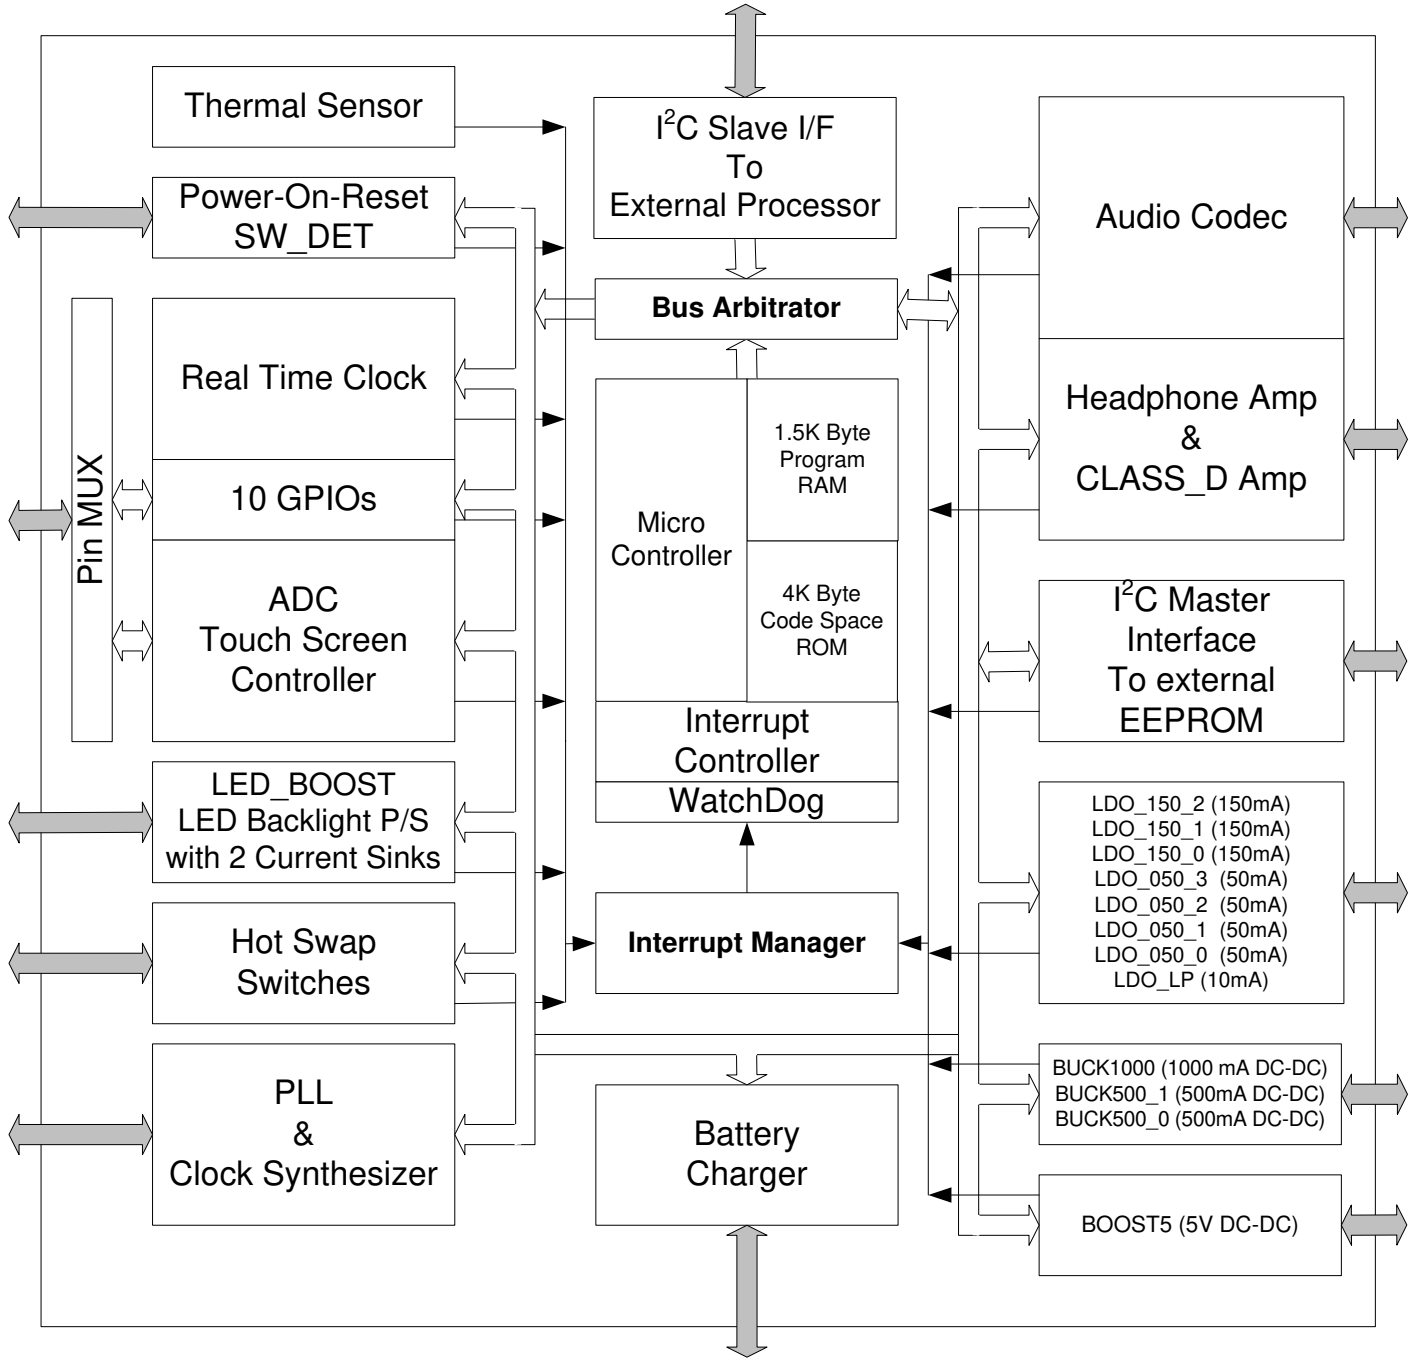 Thermal Sensor
Power-On-Reset
SW_DET
Pin MUX
Real Time Clock
10 GPIOs
ADC
Touch Screen
Controller
LED_BOOST
LED Backlight P/S
with 2 Current Sinks
Hot Swap
Switches
PLL
&
Clock Synthesizer
I²C Slave I/F
To
External Processor
Bus Arbitrator
Micro
Controller
1.5K Byte
Program
RAM
4K Byte
Code Space
ROM
Interrupt
Controller
WatchDog
Interrupt Manager
Battery
Charger
Audio Codec
Headphone Amp
&
CLASS_D Amp
I²C Master
Interface
To external
EEPROM
LDO_150_2 (150mA)
LDO_150_1 (150mA)
LDO_150_0 (150mA)
LDO_050_3 (50mA)
LDO_050_2 (50mA)
LDO_050_1 (50mA)
LDO_050_0 (50mA)
LDO_LP (10mA)
BUCK1000 (1000 mA DC-DC)
BUCK500_1 (500mA DC-DC)
BUCK500_0 (500mA DC-DC)
BOOST5 (5V DC-DC)